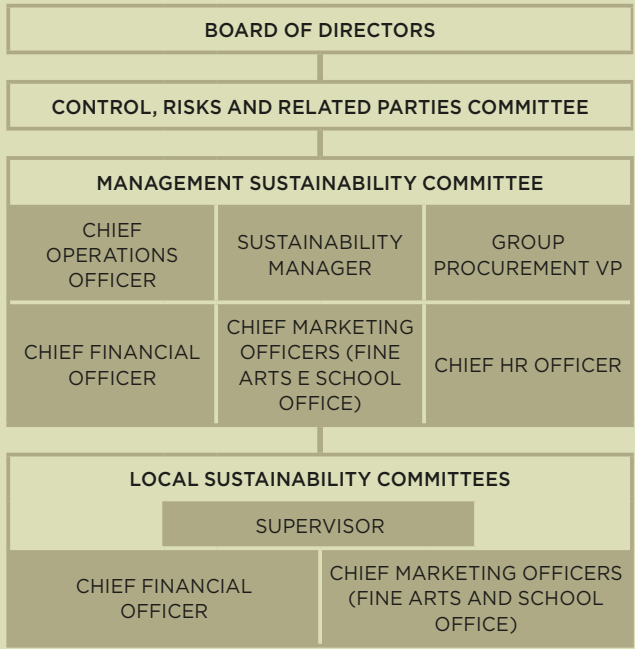 BOARD OF DIRECTORS
CONTROL, RISKS AND RELATED PARTIES COMMITTEE
MANAGEMENT SUSTAINABILITY COMMITTEE
CHIEF
OPERATIONS
OFFICER
SUSTAINABILITY
MANAGER
GROUP
PROCUREMENT VP
CHIEF FINANCIAL
OFFICER
CHIEF MARKETING
OFFICERS (FINE
ARTS E SCHOOL
OFFICE)
CHIEF HR OFFICER
LOCAL SUSTAINABILITY COMMITTEES
SUPERVISOR
CHIEF FINANCIAL
OFFICER
CHIEF MARKETING OFFICERS
(FINE ARTS AND SCHOOL
OFFICE)